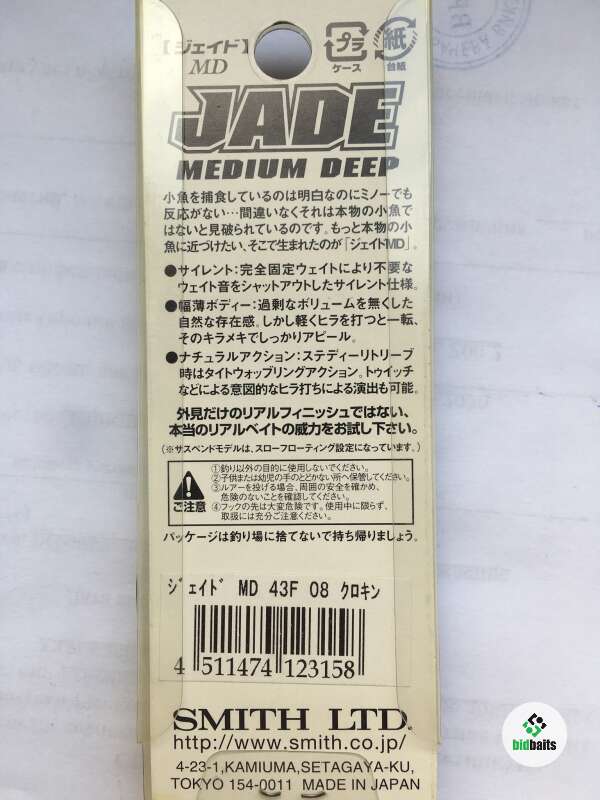 【ジェイド】
MD
プラ
ケース
紙
台紙
JADE
MEDIUM DEEP
小魚を捕食しているのは明白なのにミノーでも
反応がない…間違いなくそれは本物の小魚で
はないと見破られているのです。もっと本物の小
魚に近づけたい、そこで生まれたのが「ジェイドMD」。
●サイレント：完全固定ウェイトにより不要な
ウェイト音をシャットアウトしたサイレント仕様。
●幅薄ボディー：過剰なボリュームを無くした
自然な存在感。しかし軽くヒラを打つと一転、
そのキラメキでしっかりアピール。
●ナチュラルアクション：ステディーリトリーブ
時はタイトウォップリングアクション。トゥイッチ
などによる意図的なヒラ打ちによる演出も可能。
外見だけのリアルフィニッシュではない、
本当のリアルベイトの威力をお試し下さい。
(※サスペンドモデルは、スローフローティング設定になっています。)
ご注意
①釣り以外の目的に使用しないでください。
②子供または幼児の手のとどかない所へ保管してください。
③ルアーを投げる場合、周囲の安全を確かめ、
危険のないことを確認してください。
④フックの先は大変危険です。使用中に限らず、
取扱には充分ご注意ください。
パッケージは釣り場に捨てないで持ち帰りましょう。
ｼﾞｪｲﾄﾞ MD 43F 08 クロキン
4 511474 123158
SMITH LTD.
http://www.smith.co.jp/
4-23-1,KAMIUMA,SETAGAYA-KU,
TOKYO 154-0011 MADE IN JAPAN
bidbaits